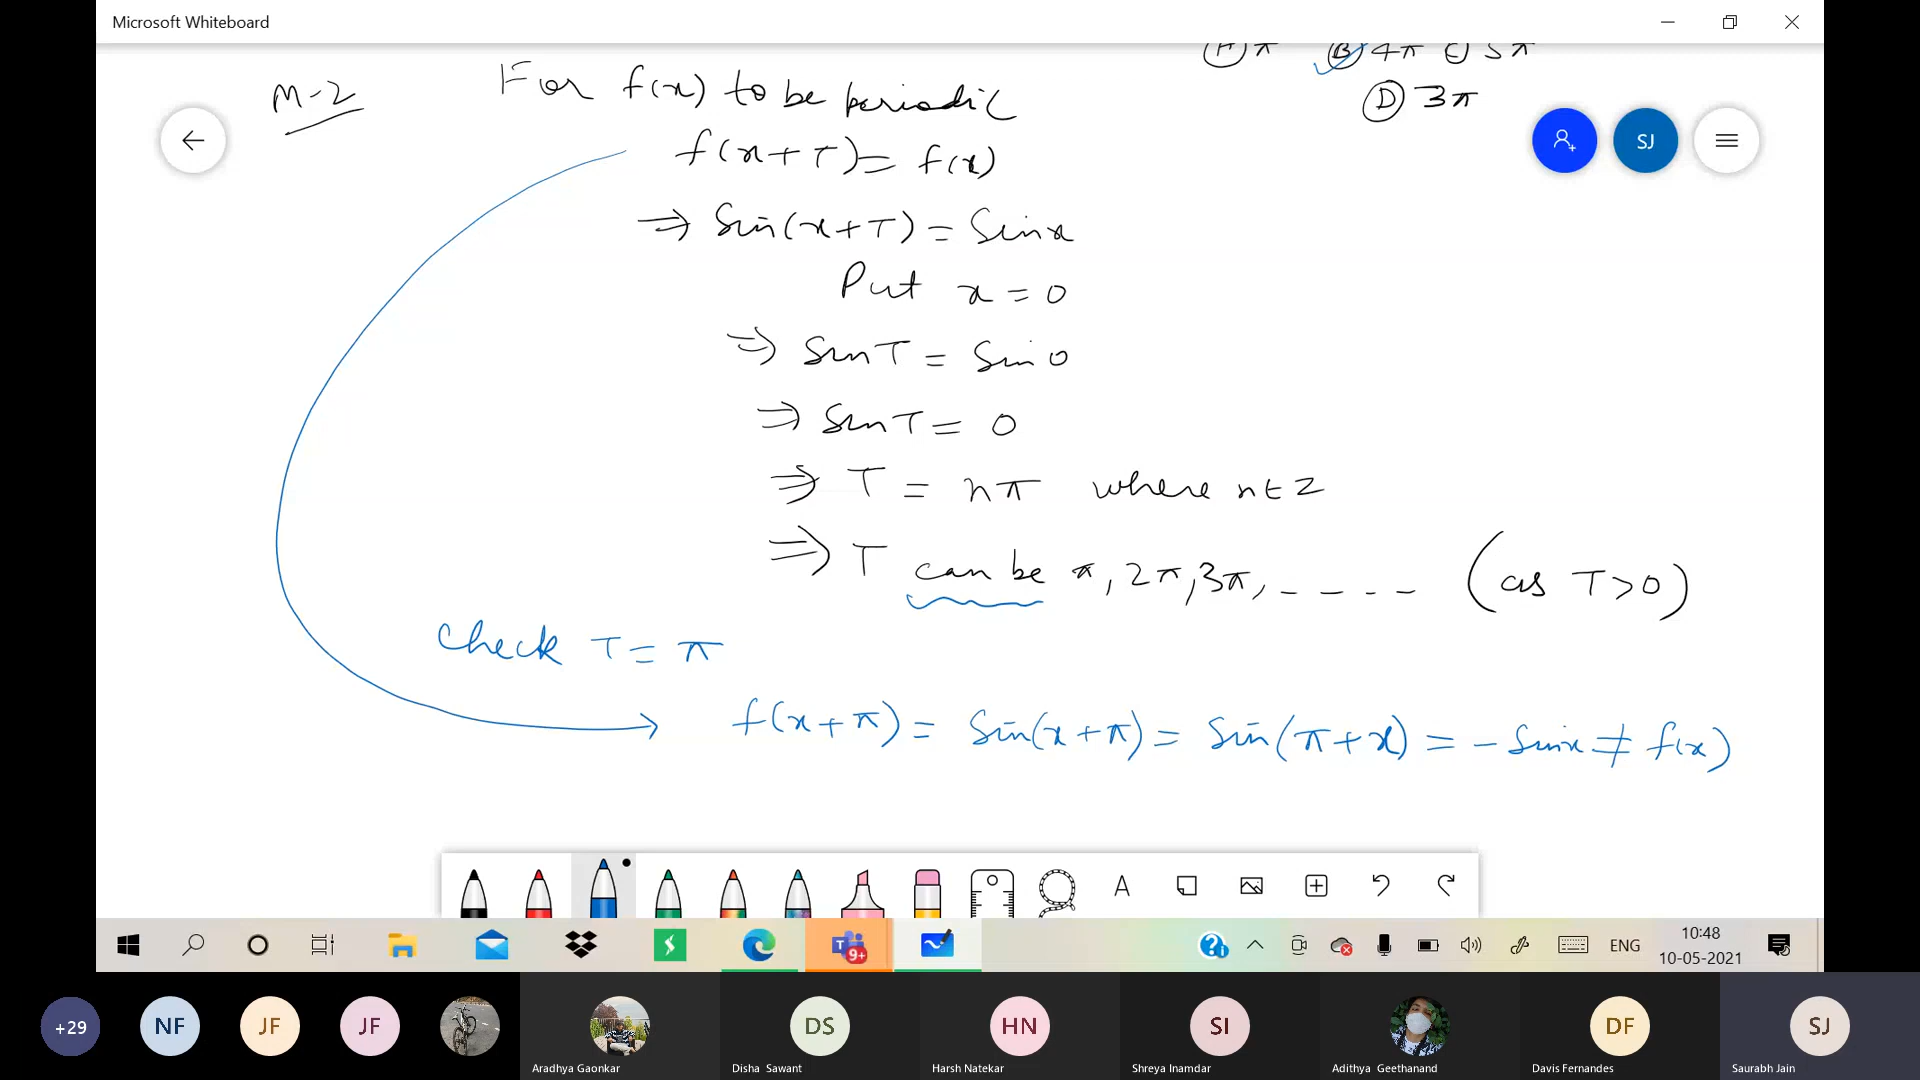 Microsoft Whiteboard
(B) 4π
(D) 3π
M-2
For f(x) to be periodic
f(x+T) = f(x)
⇒ Sin(x+T) = Sinx
Put x = 0
⇒ SinT = Sin 0
⇒ SinT = 0
⇒ T = nπ where n∈Z
⇒ T can be π, 2π, 3π, - - - - (as T>0)
Check T = π
f(x+π) = Sin(x+π) = Sin(π+x) = - Sinx ≠ f(x)
SJ
A
9+
ENG
10:48
10-05-2021
+29 NF JF JF DS HN SI DF SJ
Aradhya Gaonkar Disha Sawant Harsh Natekar Shreya Inamdar Adithya Geethanand Davis Fernandes Saurabh Jain